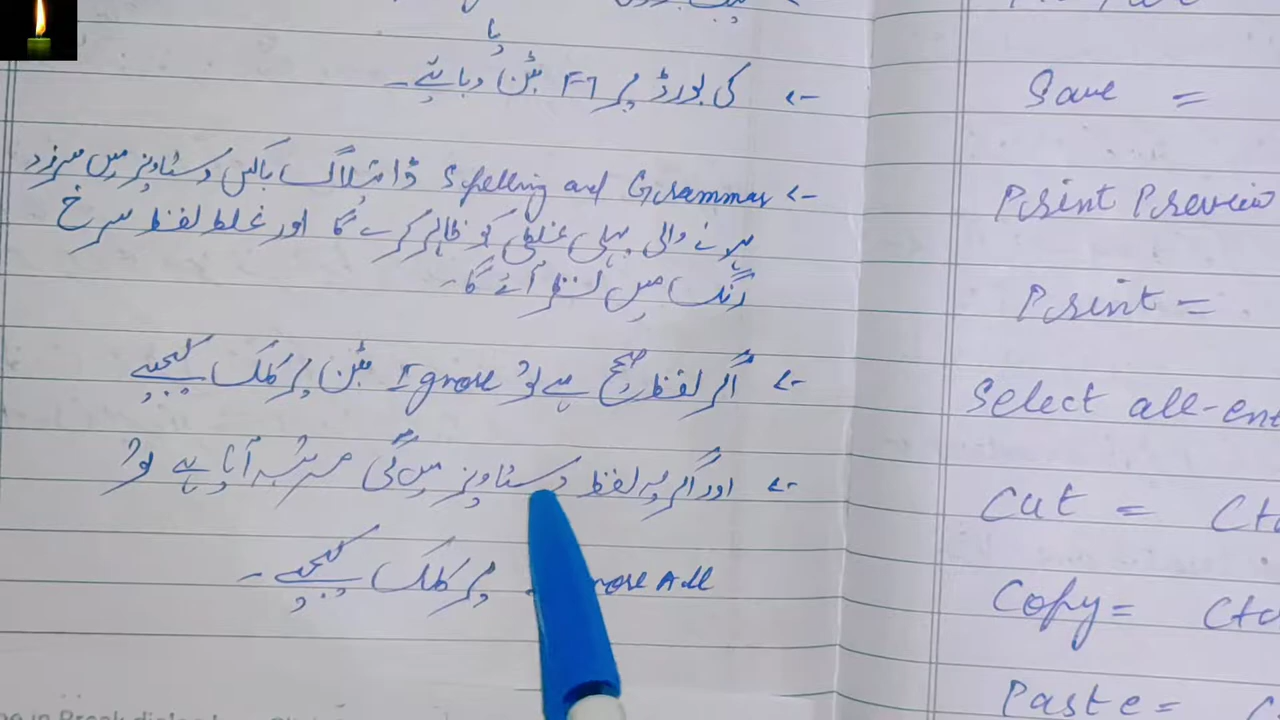 یا
-> کی بورڈ پر F7 بٹن دبائیے۔
-> Spelling and Grammar ڈائیلاگ باکس دستاویز میں سرزد
ہونے والی پہلی غلطی کو ظاہر کرے گا اور غلط لفظ سرخ
رنگ میں نظر آئے گا۔
-> اگر لفظ صحیح ہے تو Ignore بٹن پر کلک کیجیے
-> اور اگر یہ لفظ دستاویز میں کئی مرتبہ آیا ہے تو
All پر کلک کیجیے۔
Save =
Print Preview
Print =
Select all
Cut =
Copy =
Paste =